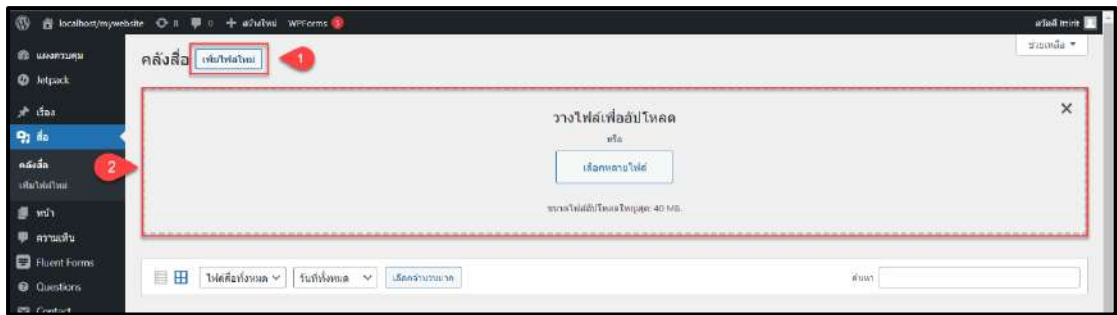 localhost/mywebsite 8 0 + สร้างใหม่ WPForms 5
สวัสดี ittirit
แผงควบคุม
Jetpack
เรื่อง
สื่อ
คลังสื่อ
เพิ่มไฟล์ใหม่
หน้า
ความเห็น
Fluent Forms
Questions
Contact
ช่วยเหลือ
คลังสื่อ เพิ่มไฟล์ใหม่ 1
2
วางไฟล์เพื่ออัปโหลด
หรือ
เลือกหลายไฟล์
ขนาดไฟล์อัปโหลดใหญ่สุด: 40 MB.
ไฟล์สื่อทั้งหมด วันที่ทั้งหมด เลือกจำนวนมาก ค้นหา